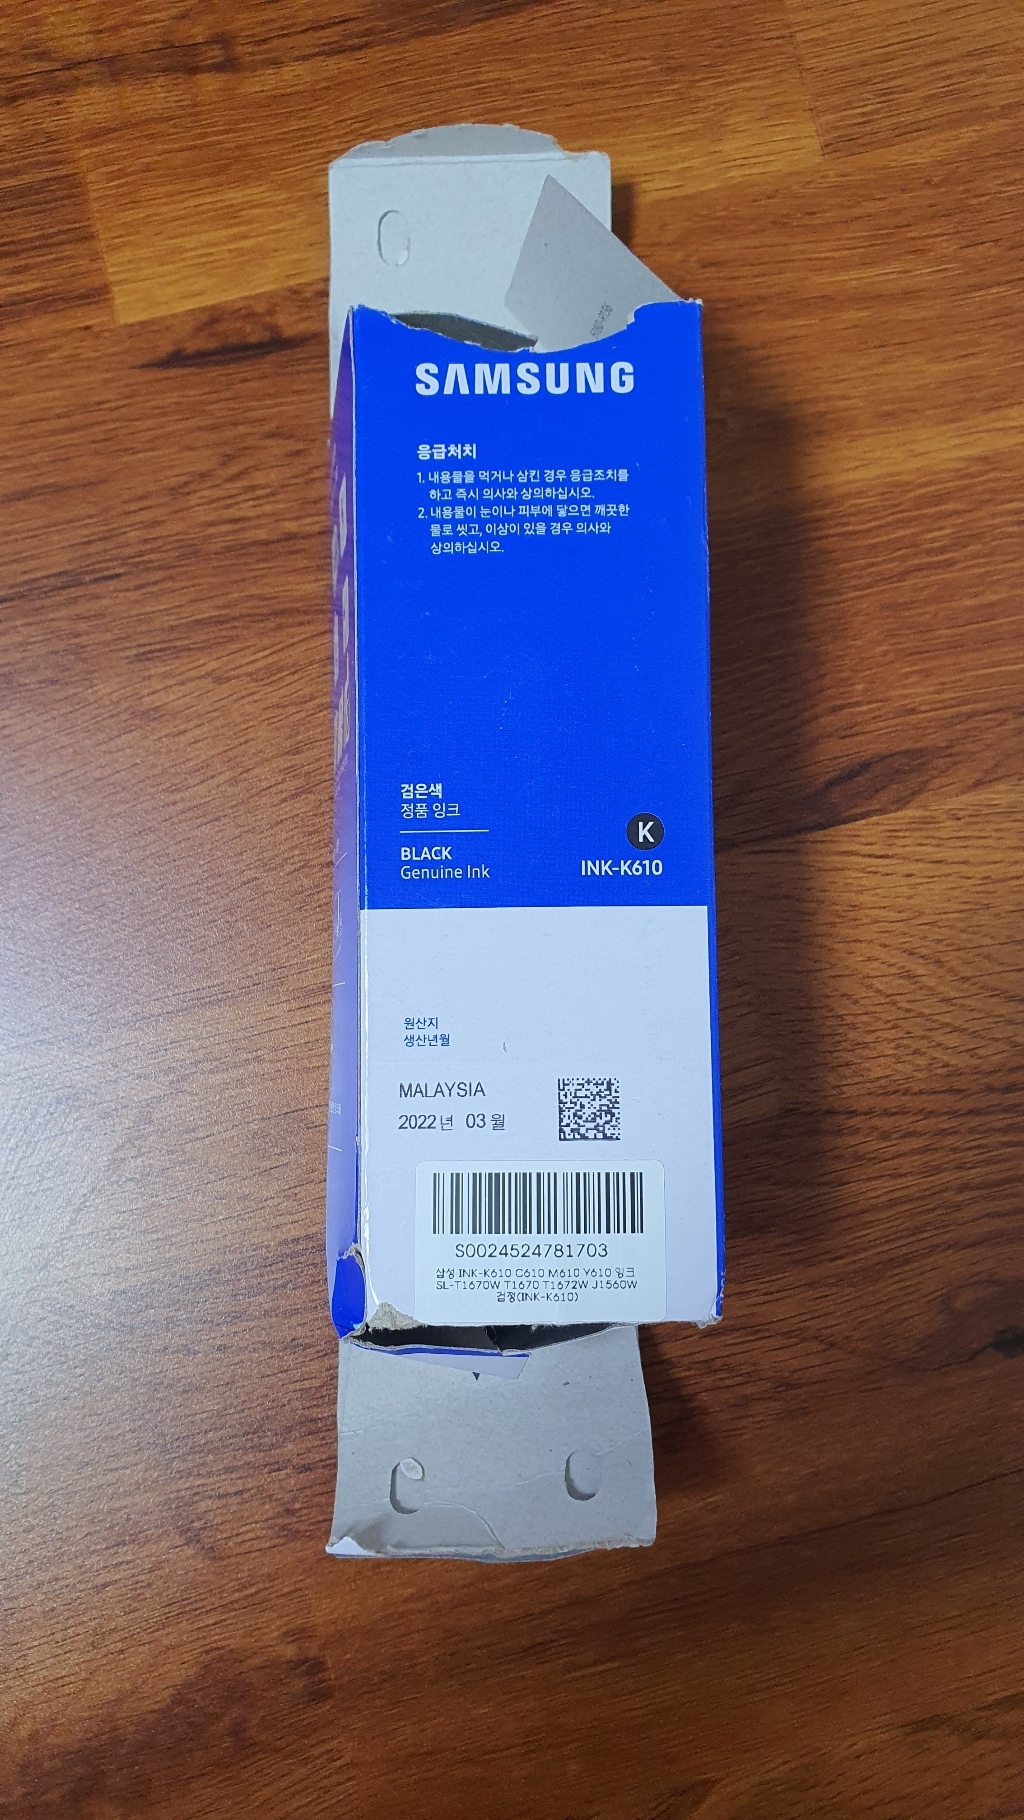 SAMSUNG
응급처치
1. 내용물을 먹거나 삼킨 경우 응급조치를
하고 즉시 의사와 상의하십시오.
2. 내용물이 눈이나 피부에 닿으면 깨끗한
물로 씻고, 이상이 있을 경우 의사와
상의하십시오.
검은색
정품 잉크
BLACK
Genuine Ink
K
INK-K610
원산지
생산년월
MALAYSIA
2022년 03월
S0024524781703
삼성 INK-K610 C610 M610 Y610 잉크
SL-T1670W T1670 T1672W J1560W
검정(INK-K610)